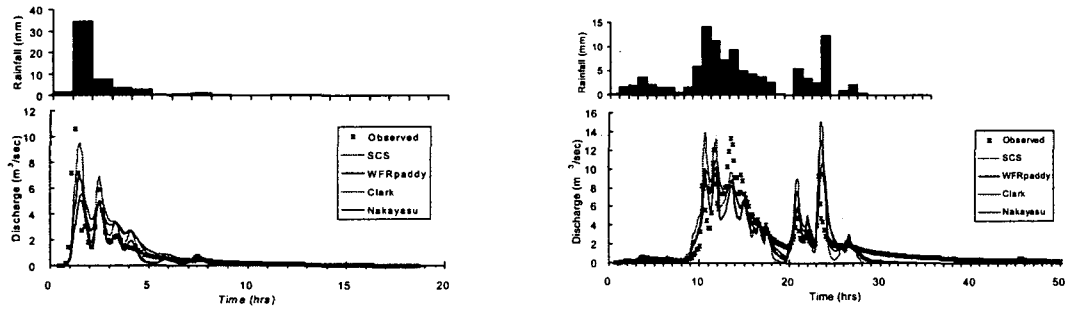 Rainfall (mm)
40
30
20
10
0
Discharge (m³/sec)
12
10
8
6
4
2
0
0 5 10 15 20
Time (hrs)
Observed
SCS
WFRpaddy
Clark
Nakayasu
Rainfall (mm)
15
10
5
0
Discharge (m³/sec)
16
14
12
10
8
6
4
2
0
0 10 20 30 40 50
Time (hrs)
Observed
SCS
WFRpaddy
Clark
Nakayasu